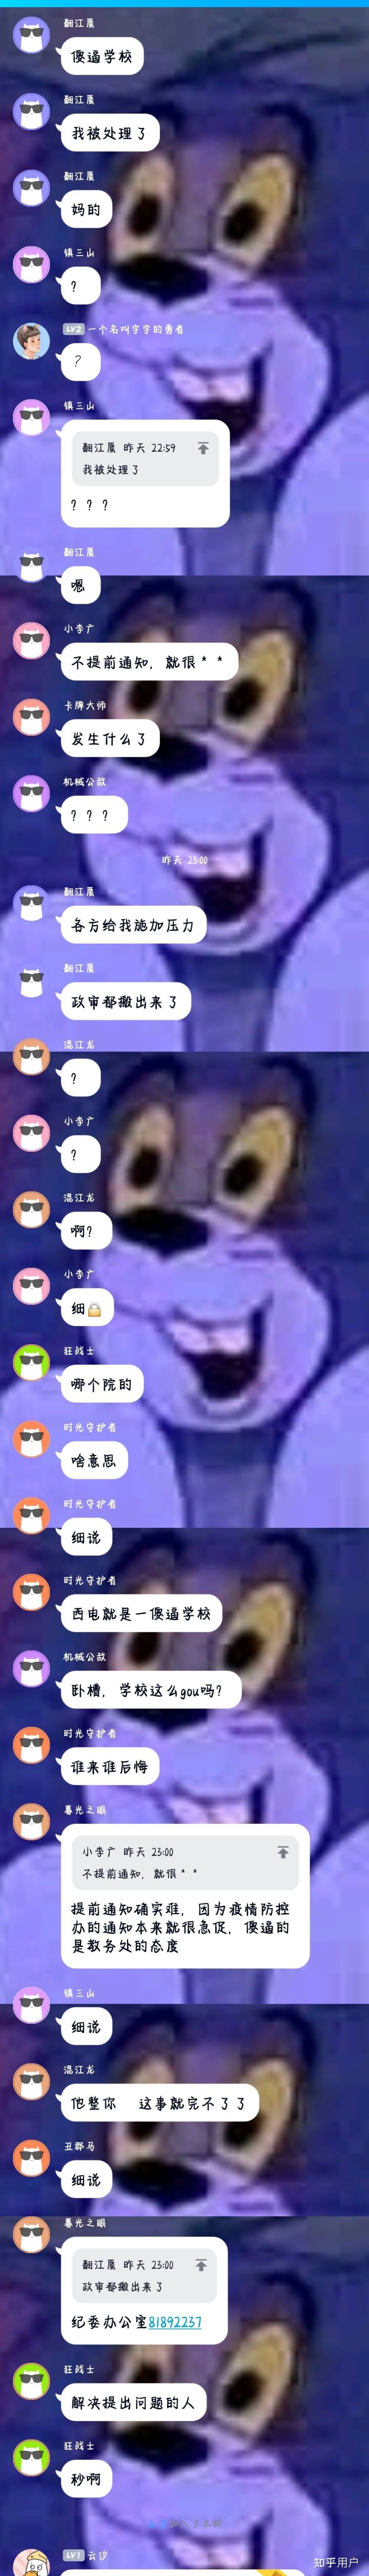 翻江蜃
傻逼学校
翻江蜃
我被处理了
翻江蜃
妈的
镇三山
？
LV2 一个名叫字字的勇者
？
镇三山
翻江蜃 昨天 22:59
我被处理了
？？？
翻江蜃
嗯
小李广
不提前通知，就很**
卡牌大师
发生什么了
机械公敌
？？？
昨天 23:00
翻江蜃
各方给我施加压力
翻江蜃
政审都搬出来了
混江龙
？
小李广
？
混江龙
啊？
小李广
细🔒
狂战士
哪个院的
时光守护者
啥意思
时光守护者
细说
时光守护者
西电就是一傻逼学校
机械公敌
卧槽，学校这么gou吗？
时光守护者
谁来谁后悔
暮光之眼
小李广 昨天 23:00
不提前通知，就很**
提前通知确实难，因为疫情防控
办的通知本来就很急促，傻逼的
是教务处的态度
镇三山
细说
混江龙
他整你 这事就完不了了
丑郡马
细说
暮光之眼
翻江蜃 昨天 23:00
政审都搬出来了
纪委办公室81892237
狂战士
解决提出问题的人
狂战士
秒啊
LV1 云汐
知乎用户